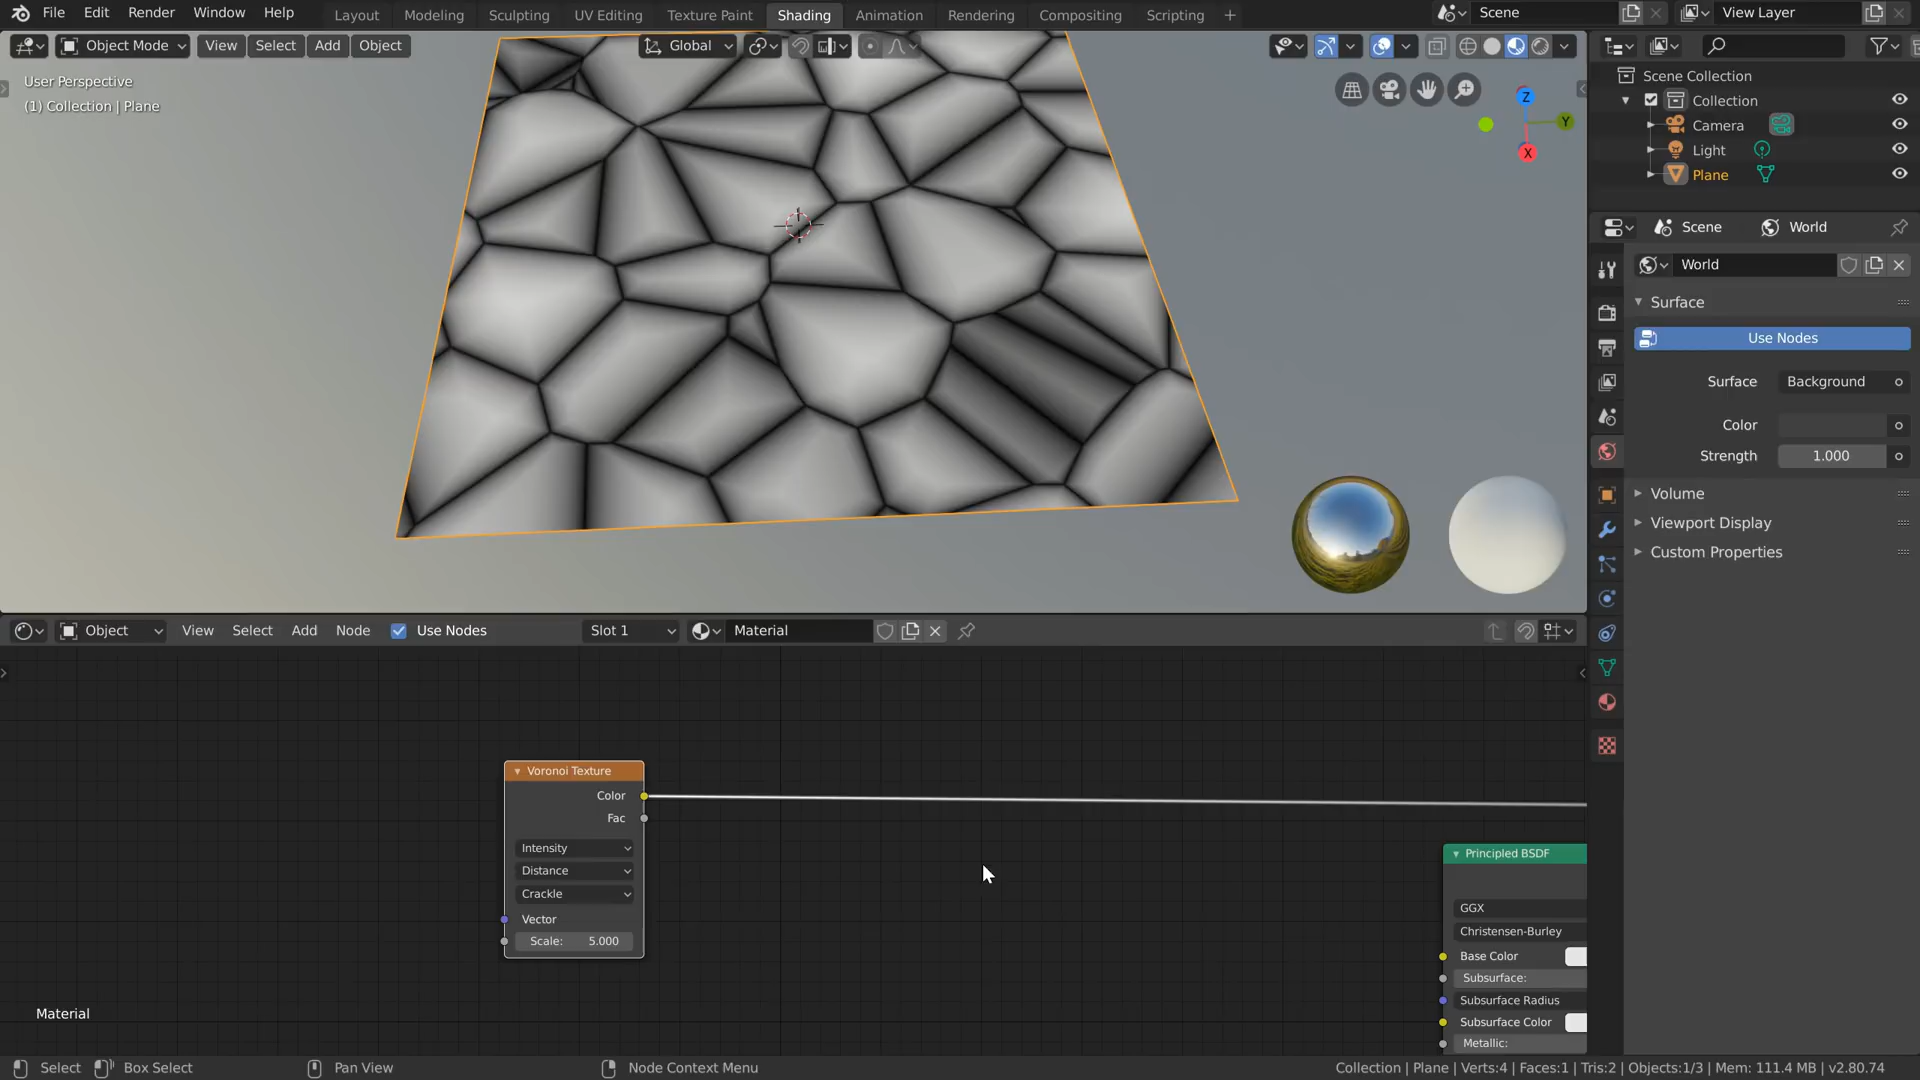 File Edit Render Window Help Layout Modeling Sculpting UV Editing Texture Paint Shading Animation Rendering Compositing Scripting + Scene View Layer
Object Mode View Select Add Object Global
User Perspective
(1) Collection | Plane
Z
Y
X
Scene Collection
Collection
Camera
Light
Plane
Scene World
World
Surface
Use Nodes
Surface Background
Color
Strength 1.000
Volume
Viewport Display
Custom Properties
Object View Select Add Node Use Nodes Slot 1 Material
Voronoi Texture
Color
Fac
Intensity
Distance
Crackle
Vector
Scale: 5.000
Principled BSDF
GGX
Christensen-Burley
Base Color
Subsurface:
Subsurface Radius
Subsurface Color
Metallic:
Material
Select Box Select Pan View Node Context Menu Collection | Plane | Verts:4 | Faces:1 | Tris:2 | Objects:1/3 | Mem: 111.4 MB | v2.80.74